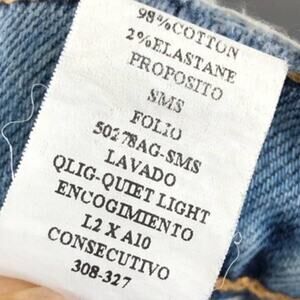 98%COTTON
2%ELASTANE
PROPOSITO
SMS
FOLIO
50278AG-SMS
LAVADO
QLIG-QUIET LIGHT
ENCOGIMIENTO
L2 X A10
CONSECUTIVO
308-327